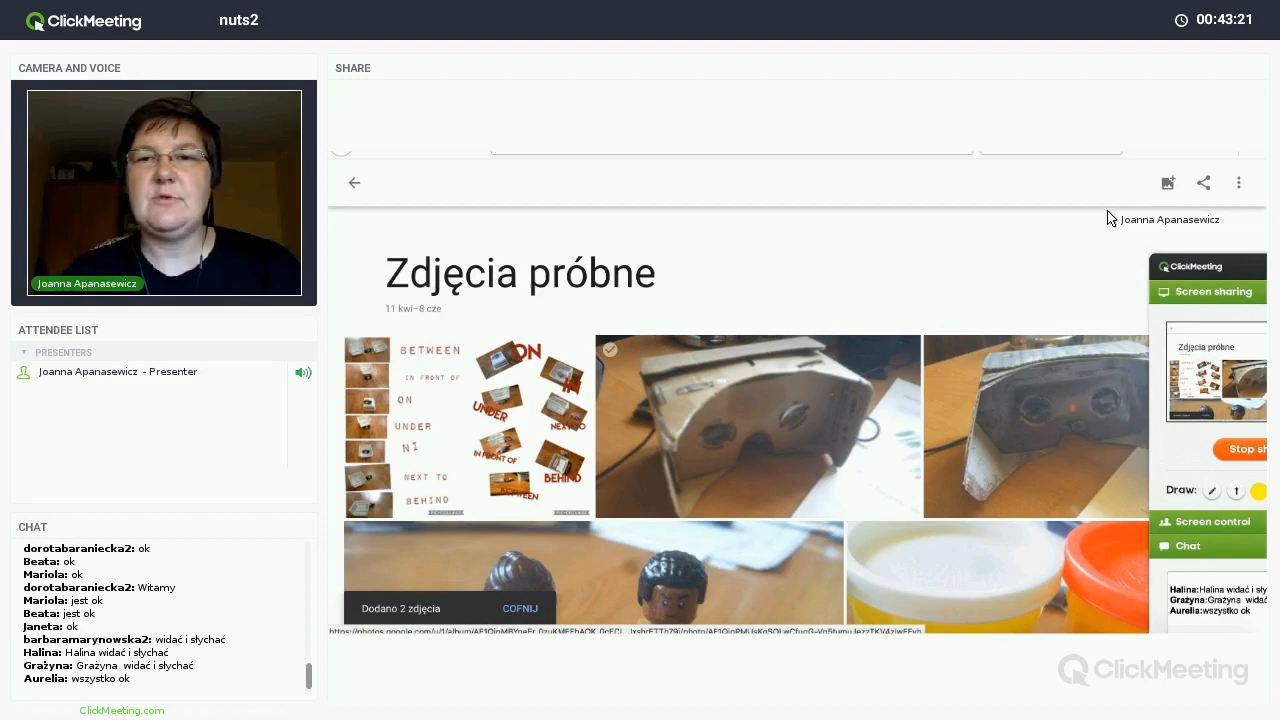 ClickMeeting
nuts2
00:43:21
CAMERA AND VOICE
SHARE
Joanna Apanasewicz
ATTENDEE LIST
PRESENTERS
Joanna Apanasewicz - Presenter
CHAT
dorotabaraniecka2: ok
Beata: ok
Mariola: ok
dorotabaraniecka2: Witamy
Mariola: jest ok
Beata: jest ok
Janeta: ok
barbaramarynowska2: widać i słychać
Halina: Halina widać i słychać
Grażyna: Grażyna widać i słychać
Aurelia: wszystko ok
ClickMeeting.com
Joanna Apanasewicz
Zdjęcia próbne
11 kwi–8 cze
BETWEEN
IN FRONT OF
ON
UNDER
N1
NEXT TO
BEHIND
ON
IN
UNDER
NEXT TO
IN FRONT OF
BEHIND
BETWEEN
Dodano 2 zdjęcia
COFNIJ
ClickMeeting
Screen sharing
Zdjęcia próbne
Stop sh
Draw:
Screen control
Chat
Halina:Halina widać i sł
Grażyna:Grażyna widać
Aurelia:wszystko ok
ClickMeeting